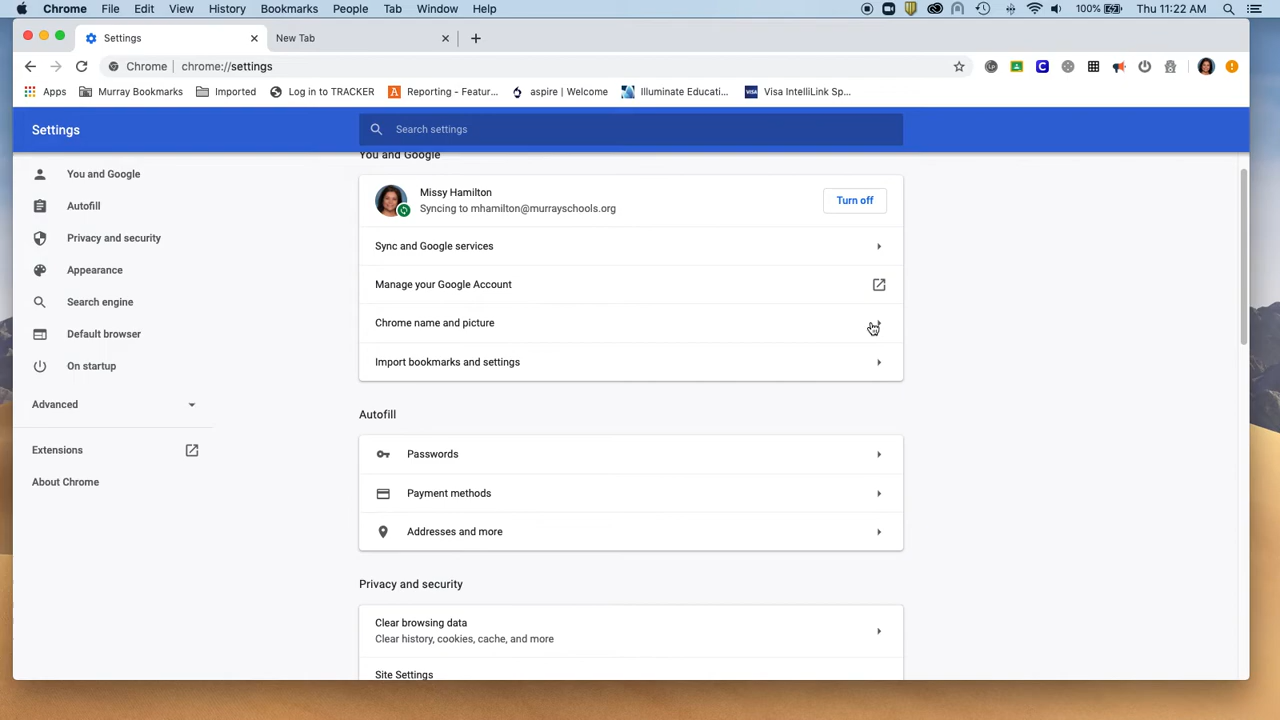 Chrome File Edit View History Bookmarks People Tab Window Help 100% Thu 11:22 AM
Settings New Tab
Chrome chrome://settings
Apps Murray Bookmarks Imported Log in to TRACKER Reporting - Featur... aspire | Welcome Illuminate Educati... Visa IntelliLink Sp...
Settings
Search settings
You and Google
Autofill
Privacy and security
Appearance
Search engine
Default browser
On startup
Advanced
Extensions
About Chrome
You and Google
Missy Hamilton
Syncing to mhamilton@murrayschools.org
Turn off
Sync and Google services
Manage your Google Account
Chrome name and picture
Import bookmarks and settings
Autofill
Passwords
Payment methods
Addresses and more
Privacy and security
Clear browsing data
Clear history, cookies, cache, and more
Site Settings